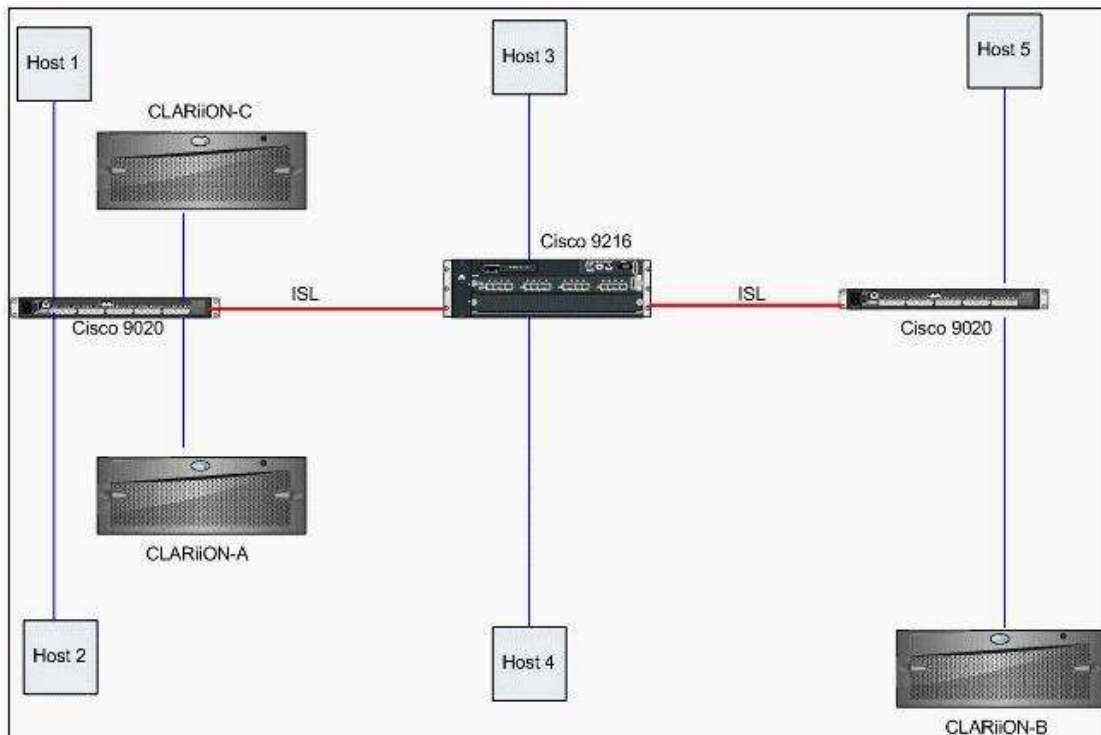 Host 1
Host 3
Host 5
CLARiiON-C
Cisco 9216
ISL
ISL
Cisco 9020
Cisco 9020
CLARiiON-A
Host 2
Host 4
CLARiiON-B